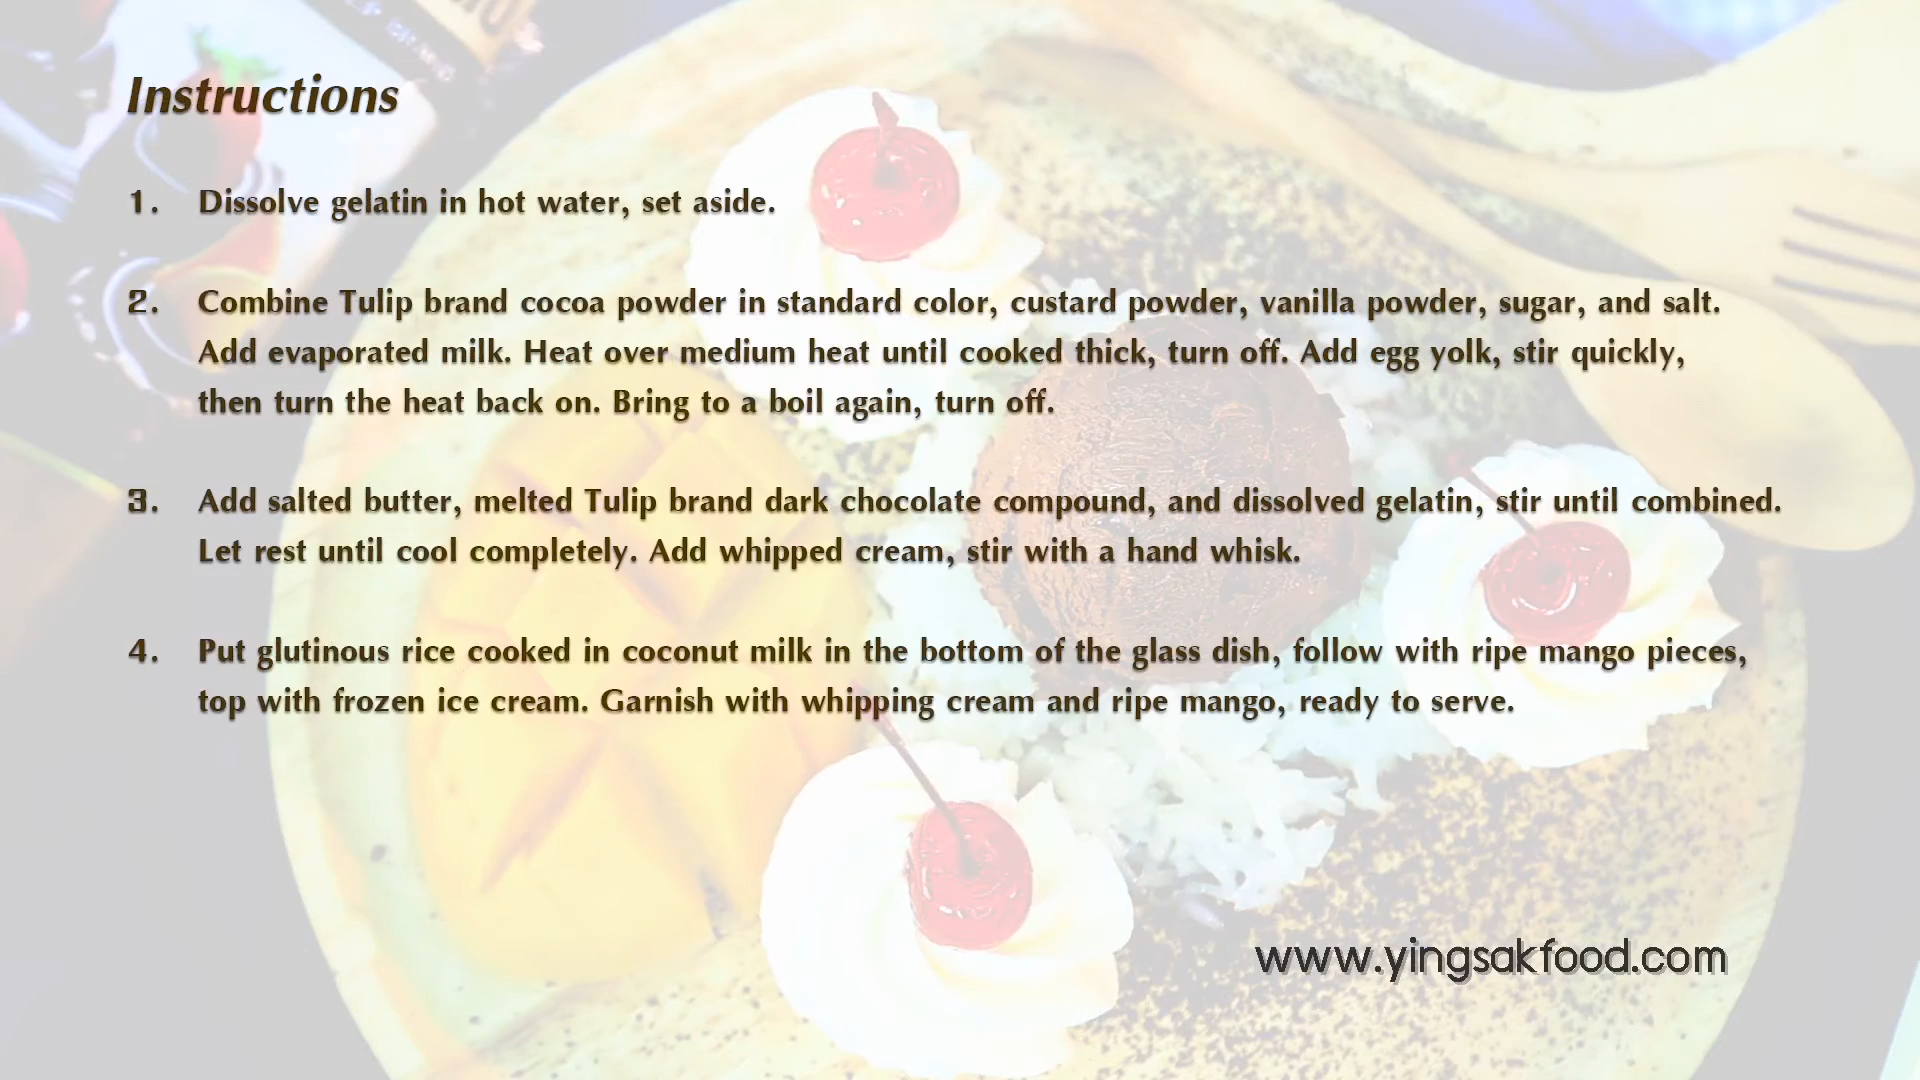 Instructions
1. Dissolve gelatin in hot water, set aside.
2. Combine Tulip brand cocoa powder in standard color, custard powder, vanilla powder, sugar, and salt.
Add evaporated milk. Heat over medium heat until cooked thick, turn off. Add egg yolk, stir quickly,
then turn the heat back on. Bring to a boil again, turn off.
3. Add salted butter, melted Tulip brand dark chocolate compound, and dissolved gelatin, stir until combined.
Let rest until cool completely. Add whipped cream, stir with a hand whisk.
4. Put glutinous rice cooked in coconut milk in the bottom of the glass dish, follow with ripe mango pieces,
top with frozen ice cream. Garnish with whipping cream and ripe mango, ready to serve.
www.yingsakfood.com